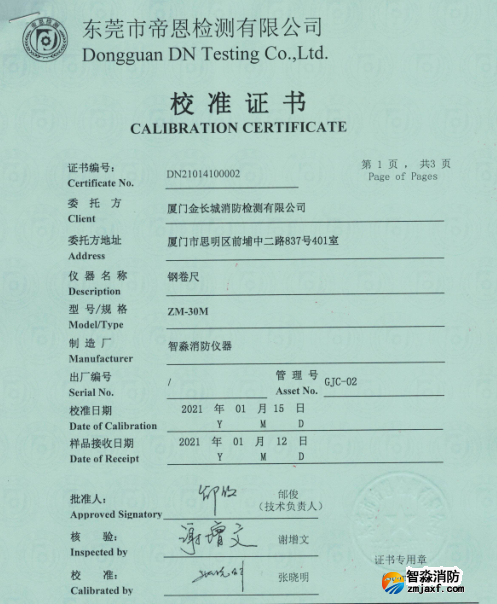 东莞市帝恩检测有限公司
Dongguan DN Testing Co.,Ltd.
校准证书
CALIBRATION CERTIFICATE
证书编号: DN21014100002 第 1 页 , 共3 页
Certificate No. Page of Pages
委托方 厦门金长城消防检测有限公司
Client
委托方地址 厦门市思明区前埔中二路837号401室
Address
仪器名称 钢卷尺
Description
型号/规格 ZM-30M
Model/Type
制造厂 智淼消防仪器
Manufacturer
出厂编号 / 管理号 GJC-02
Serial No. Asset No.
校准日期 2021 年 01 月 15 日
Date of Calibration Y M D
样品接收日期 2021 年 01 月 12 日
Date of Receipt Y M D
批准人: 邰俊
Approved Signatory (技术负责人)
核验: 谢增文 谢增文
Inspected by
校准: 张晓明
Calibrated by
证书专用章
智淼消防
www.zmjaxf.com